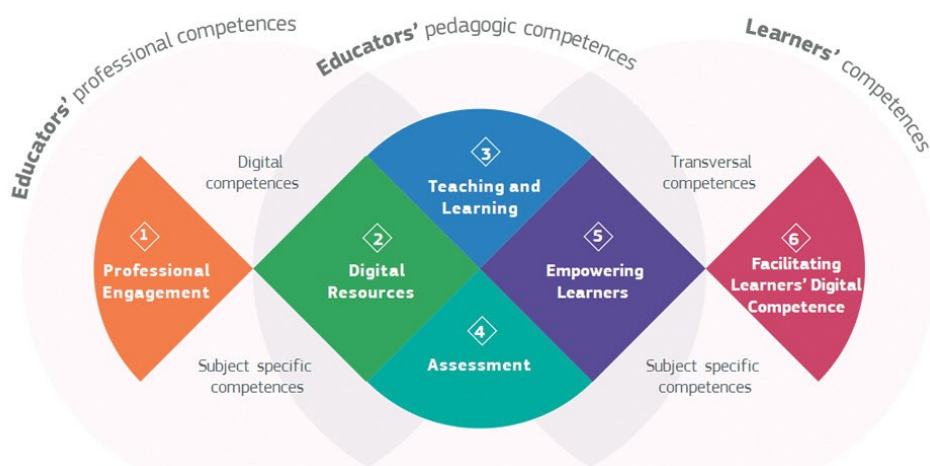 Educators' professional competences
Educators' pedagogic competences
Learners' competences
Digital
competences
Transversal
competences
1
Professional
Engagement
2
Digital
Resources
3
Teaching and
Learning
4
Assessment
5
Empowering
Learners
6
Facilitating
Learners' Digital
Competence
Subject specific
competences
Subject specific
competences